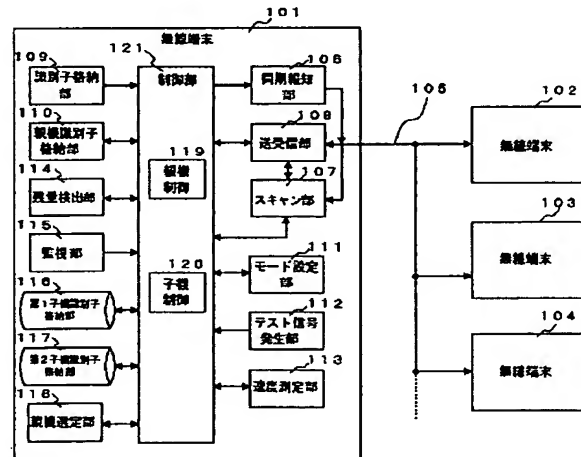 101
無線端末
109
識別子格納
部
121
制御部
106
同期報知
部
110
親機識別子
格納部
108
送受信部
105
102
無線端末
119
親機
制御
114
残量検出部
107
スキャン部
103
無線端末
115
監視部
111
モード設定
部
120
子機
制御
116
第1子機識別子
格納部
112
テスト信号
発生部
104
無線端末
117
第2子機識別子
格納部
113
速度測定部
118
親機選定部